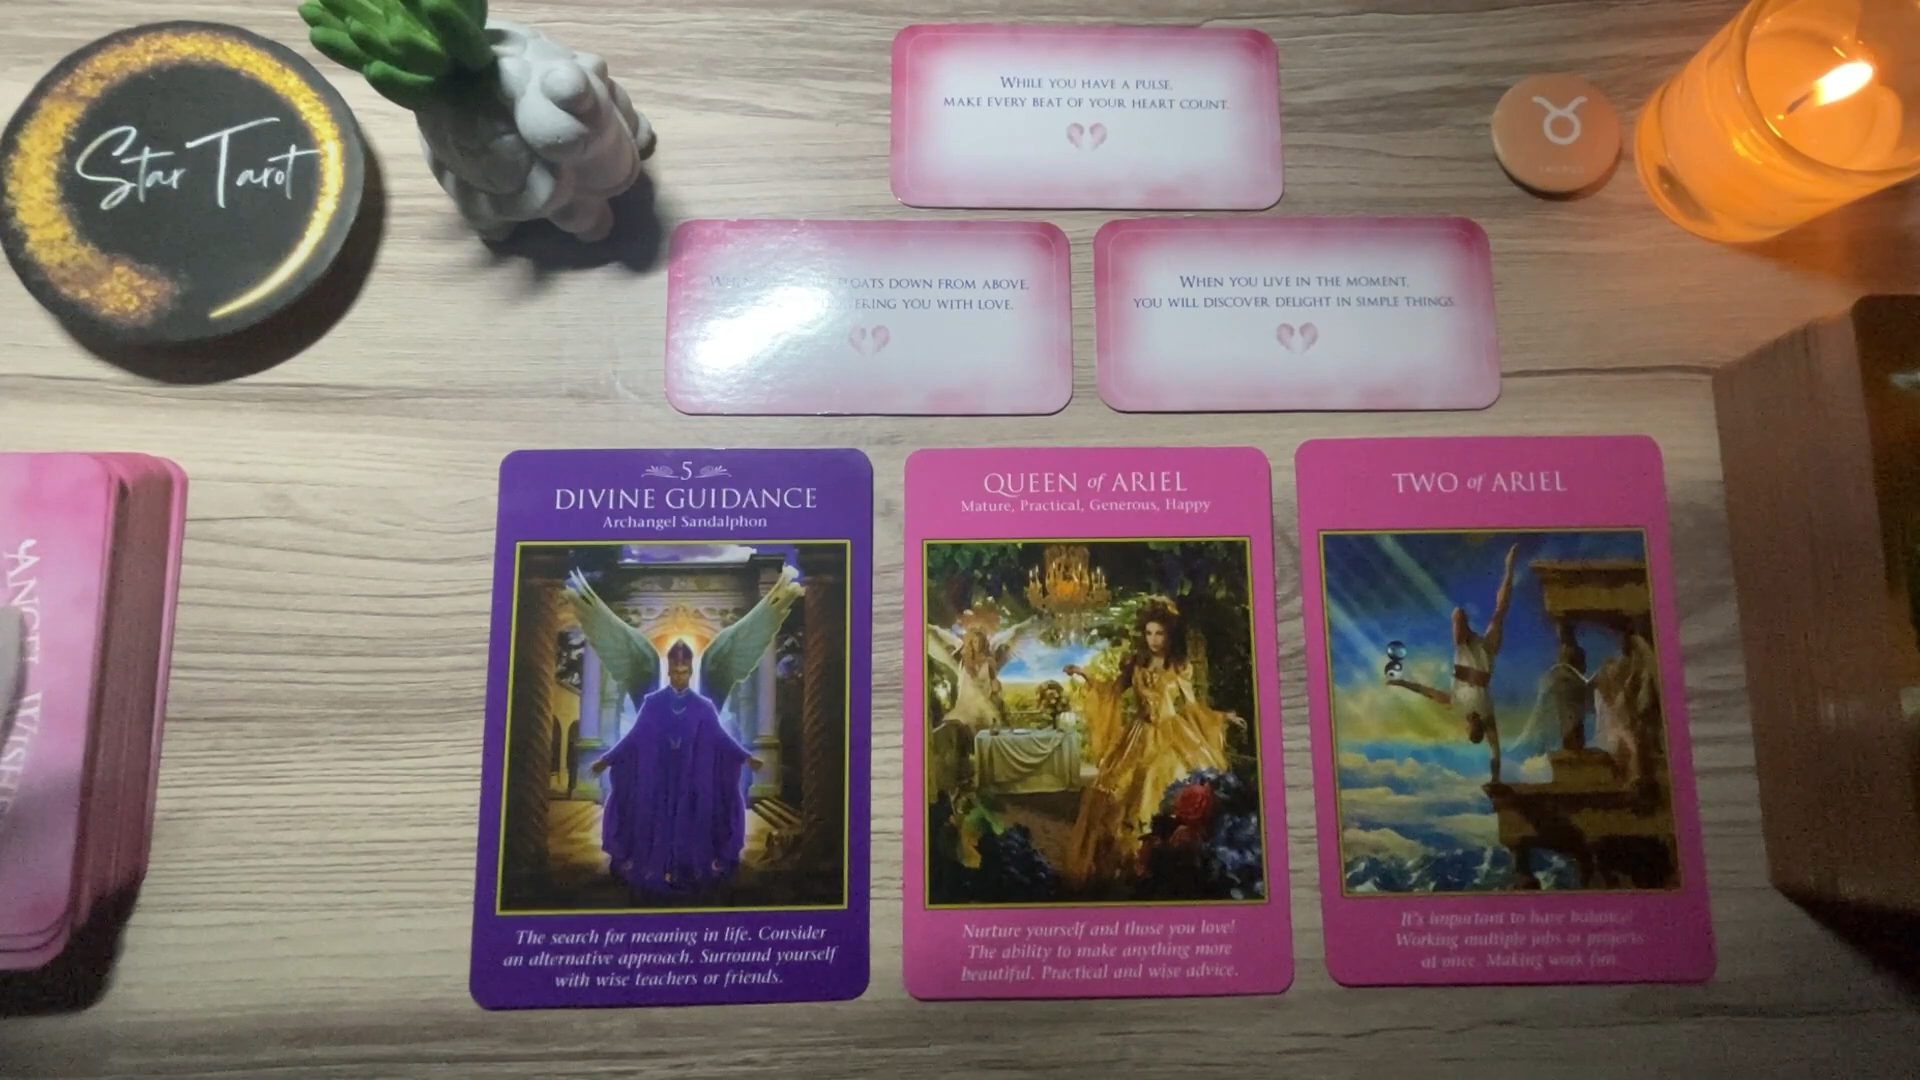 Star Tarot
WHILE YOU HAVE A PULSE,
MAKE EVERY BEAT OF YOUR HEART COUNT.
FLOATS DOWN FROM ABOVE,
YOU WITH LOVE.
WHEN YOU LIVE IN THE MOMENT,
YOU WILL DISCOVER DELIGHT IN SIMPLE THINGS.
ANGEL WISHE
5
DIVINE GUIDANCE
Archangel Sandalphon
The search for meaning in life. Consider
an alternative approach. Surround yourself
with wise teachers or friends.
QUEEN of ARIEL
Mature, Practical, Generous, Happy
Nurture yourself and those you love!
The ability to make anything more
beautiful. Practical and wise advice.
TWO of ARIEL
It's important to have balance!
Working multiple jobs or projects
at once. Making work fun.